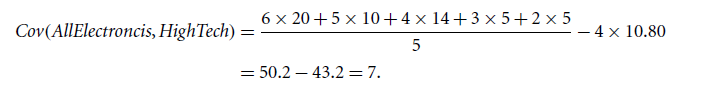 Cov(AllElectroncis, HighTech) = \frac{6 × 20 + 5 × 10 + 4 × 14 + 3 × 5 + 2 × 5}{5} − 4 × 10.80
= 50.2 − 43.2 = 7.